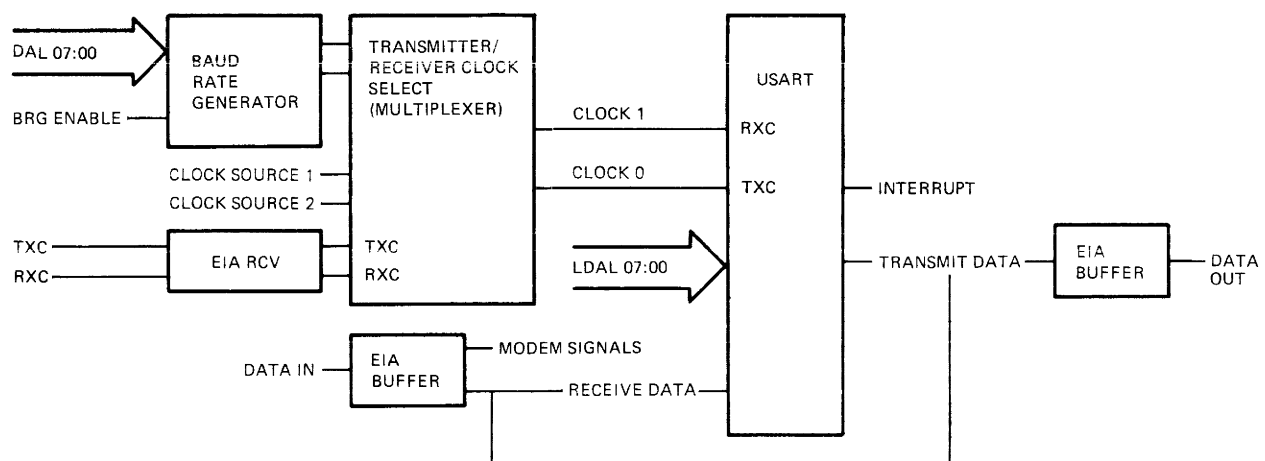 DAL 07:00
BAUD
RATE
GENERATOR
BRG ENABLE
TRANSMITTER/
RECEIVER CLOCK
SELECT
(MULTIPLEXER)
CLOCK SOURCE 1
CLOCK SOURCE 2
TXC
RXC
EIA RCV
TXC
RXC
CLOCK 1
CLOCK 0
USART
RXC
TXC
LDAL 07:00
INTERRUPT
TRANSMIT DATA
EIA
BUFFER
DATA
OUT
DATA IN
EIA
BUFFER
MODEM SIGNALS
RECEIVE DATA